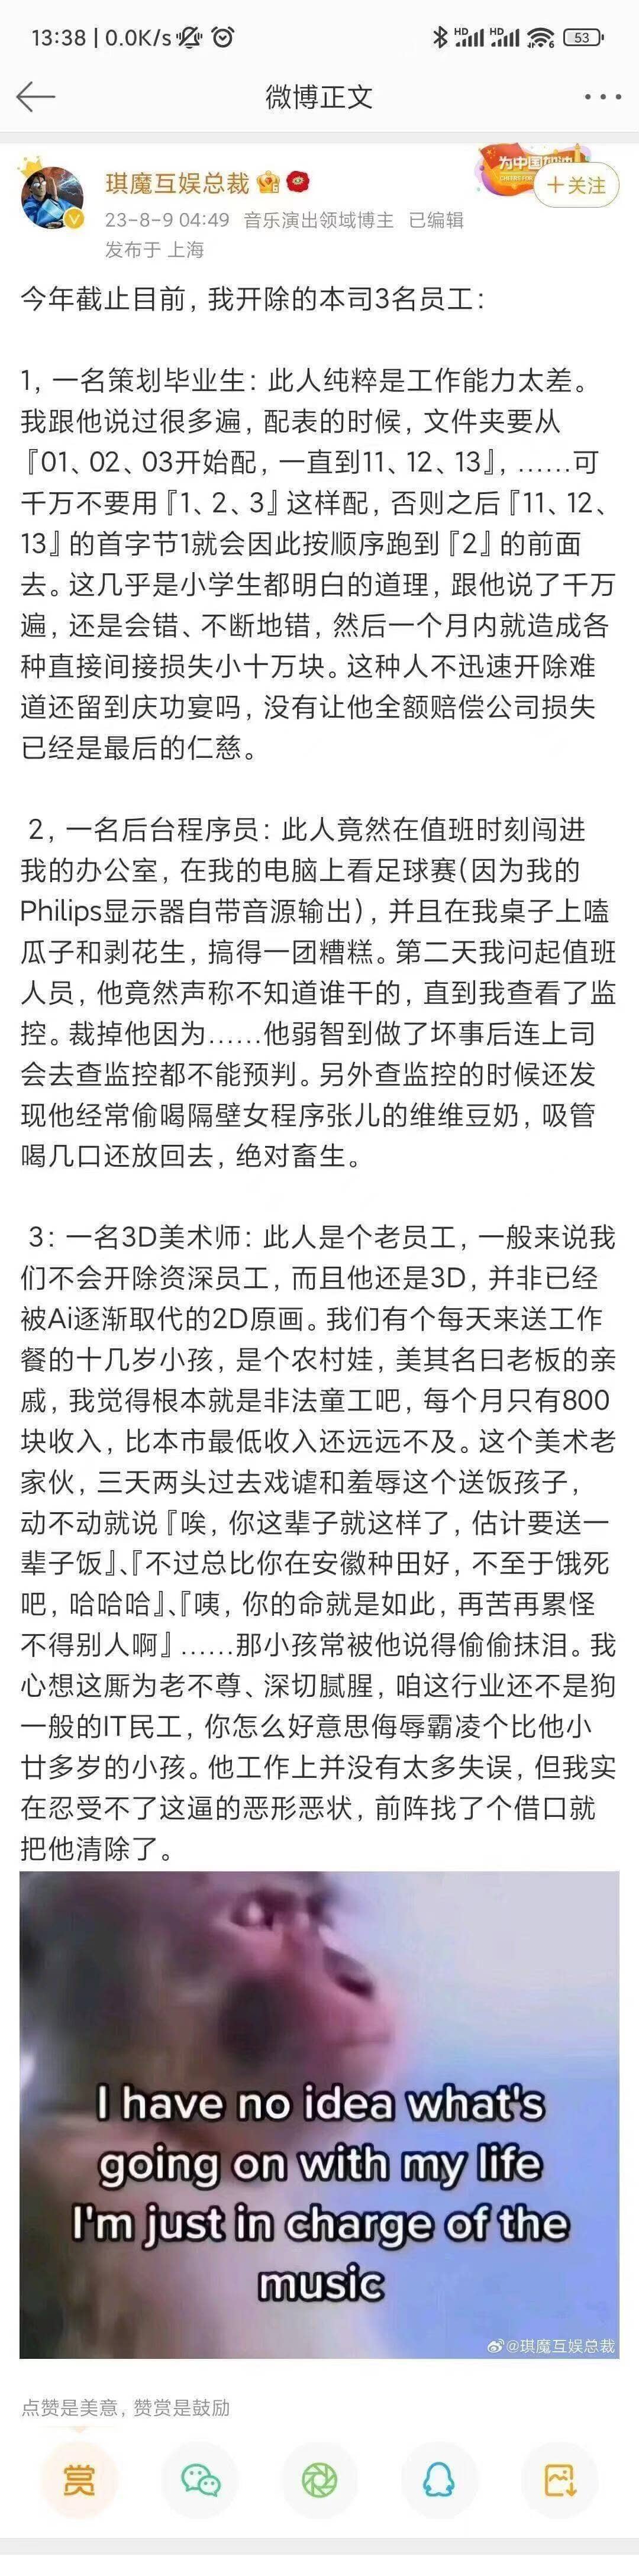 13:38 | 0.0K/s
HD HD 6 53
微博正文
琪魔互娱总裁
为中国加油
+关注
23-8-9 04:49 音乐演出领域博主 已编辑
发布于 上海
今年截止目前，我开除的本司3名员工：
1，一名策划毕业生：此人纯粹是工作能力太差。
我跟他说过很多遍，配表的时候，文件夹要从
『01、02、03开始配，一直到11、12、13』，……可
千万不要用『1、2、3』这样配，否则之后『11、12、
13』的首字节1就会因此按顺序跑到『2』的前面
去。这几乎是小学生都明白的道理，跟他说了千万
遍，还是会错、不断地错，然后一个月内就造成各
种直接间接损失小十万块。这种人不迅速开除难
道还留到庆功宴吗，没有让他全额赔偿公司损失
已经是最后的仁慈。
2，一名后台程序员：此人竟然在值班时刻闯进
我的办公室，在我的电脑上看足球赛（因为我的
Philips显示器自带音源输出），并且在我桌子上嗑
瓜子和剥花生，搞得一团糟糕。第二天我问起值班
人员，他竟然声称不知道谁干的，直到我查看了监
控。裁掉他因为……他弱智到做了坏事后连上司
会去查监控都不能预判。另外查监控的时候还发
现他经常偷喝隔壁女程序张儿的维维豆奶，吸管
喝几口还放回去，绝对畜生。
3：一名3D美术师：此人是个老员工，一般来说我
们不会开除资深员工，而且他还是3D，并非已经
被Ai逐渐取代的2D原画。我们有个每天来送工作
餐的十几岁小孩，是个农村娃，美其名曰老板的亲
戚，我觉得根本就是非法童工吧，每个月只有800
块收入，比本市最低收入还远远不及。这个美术老
家伙，三天两头过去戏谑和羞辱这个送饭孩子，
动不动就说『唉，你这辈子就这样了，估计要送一
辈子饭』、『不过总比你在安徽种田好，不至于饿死
吧，哈哈哈』、『咦，你的命就是如此，再苦再累怪
不得别人啊』……那小孩常被他说得偷偷抹泪。我
心想这厮为老不尊、深切腻腥，咱这行业还不是狗
一般的IT民工，你怎么好意思侮辱霸凌个比他小
廿多岁的小孩。他工作上并没有太多失误，但我实
在忍受不了这逼的恶形恶状，前阵找了个借口就
把他清除了。
I have no idea what's
going on with my life
I'm just in charge of the
music
@琪魔互娱总裁
点赞是美意，赞赏是鼓励
赏